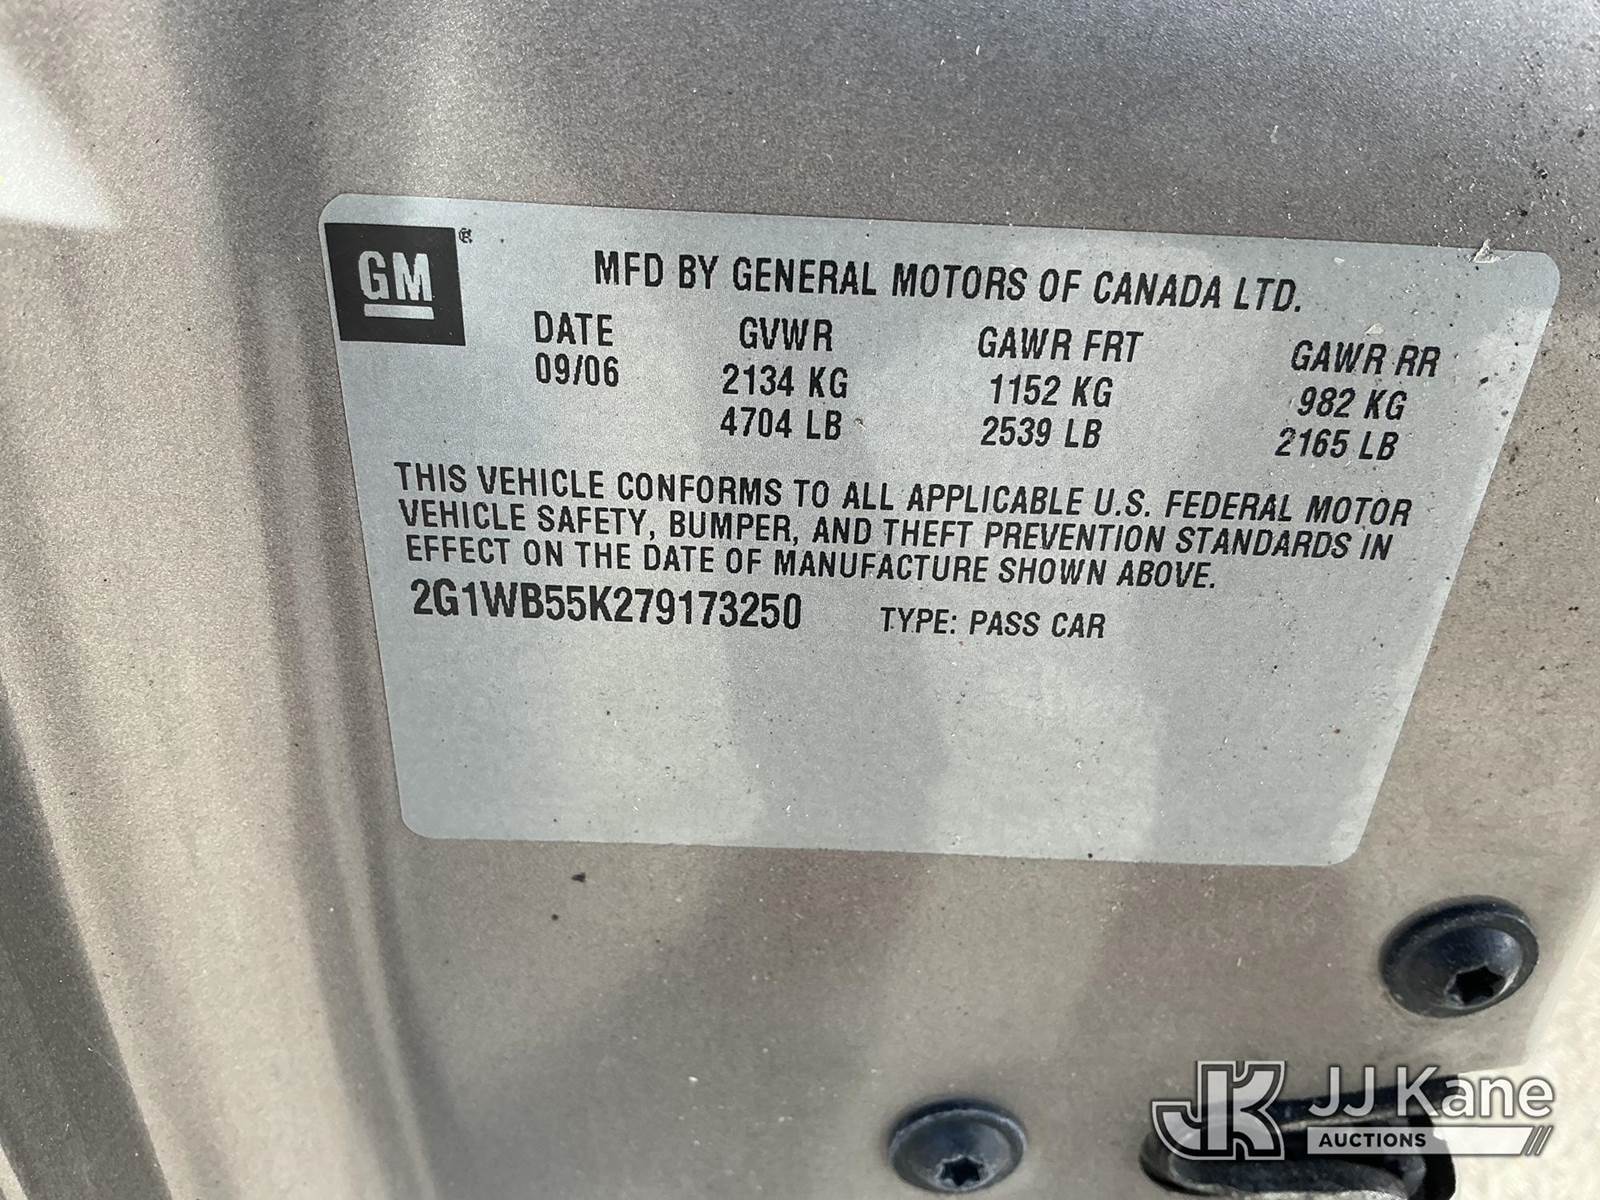 GM
MFD BY GENERAL MOTORS OF CANADA LTD.
DATE GVWR GAWR FRT GAWR RR
09/06 2134 KG 1152 KG 982 KG
4704 LB 2539 LB 2165 LB
THIS VEHICLE CONFORMS TO ALL APPLICABLE U.S. FEDERAL MOTOR
VEHICLE SAFETY, BUMPER, AND THEFT PREVENTION STANDARDS IN
EFFECT ON THE DATE OF MANUFACTURE SHOWN ABOVE.
2G1WB55K279173250 TYPE: PASS CAR
JK JJ Kane
AUCTIONS